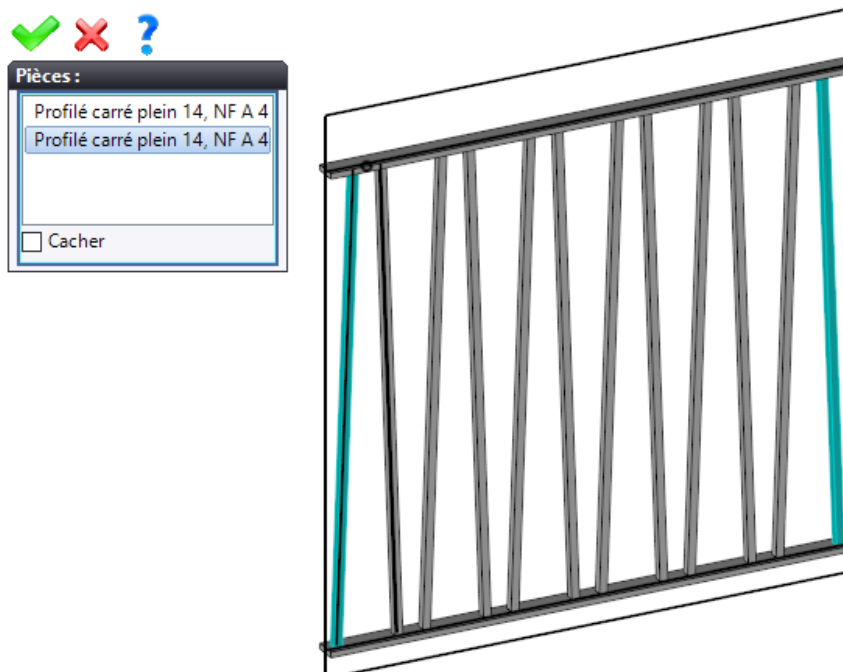 Pièces :
Profilé carré plein 14, NF A 4
Profilé carré plein 14, NF A 4
Cacher